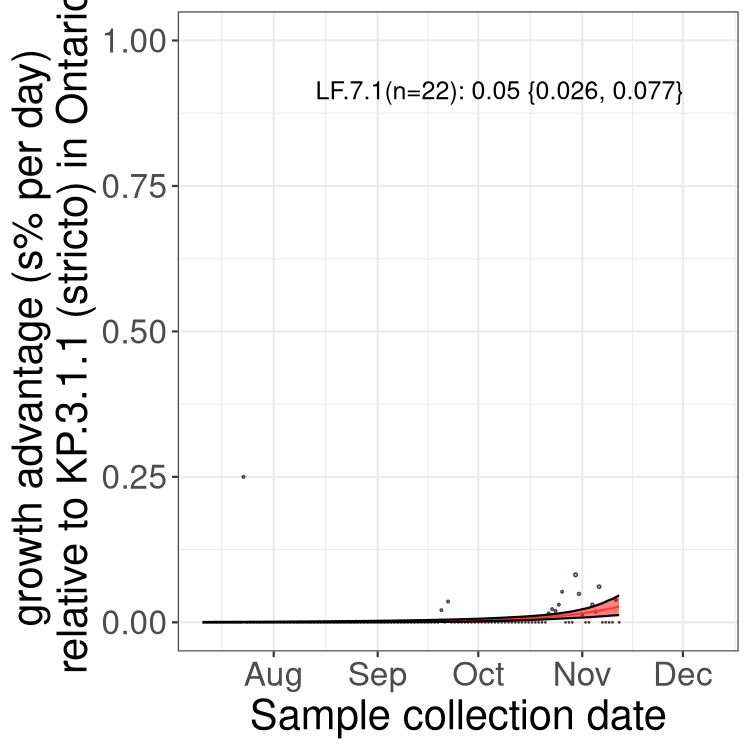 growth advantage (s% per day)
relative to KP.3.1.1 (stricto) in Ontario
1.00
LF.7.1(n=22): 0.05 {0.026, 0.077}
0.75
0.50
0.25
0.00
Aug Sep Oct Nov Dec
Sample collection date